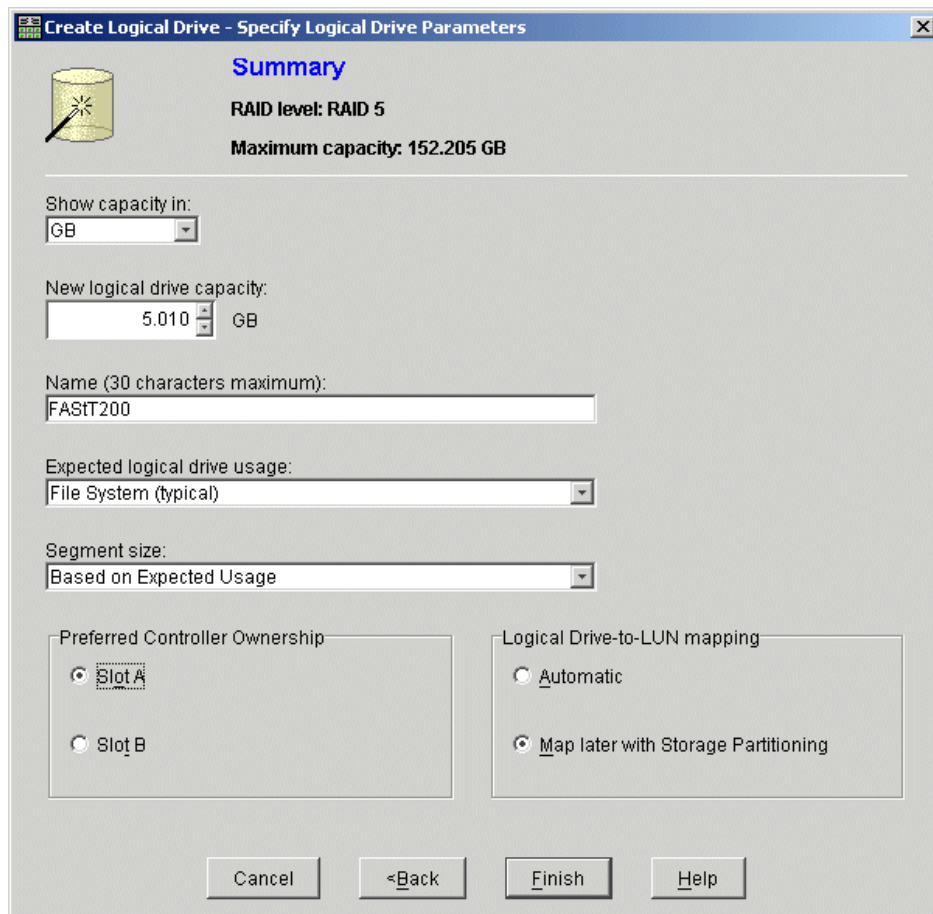 Create Logical Drive - Specify Logical Drive Parameters
Summary
RAID level: RAID 5
Maximum capacity: 152.205 GB
Show capacity in:
GB
New logical drive capacity:
5.010 GB
Name (30 characters maximum):
FAStT200
Expected logical drive usage:
File System (typical)
Segment size:
Based on Expected Usage
Preferred Controller Ownership
Slot A
Slot B
Logical Drive-to-LUN mapping
Automatic
Map later with Storage Partitioning
Cancel <Back Finish Help